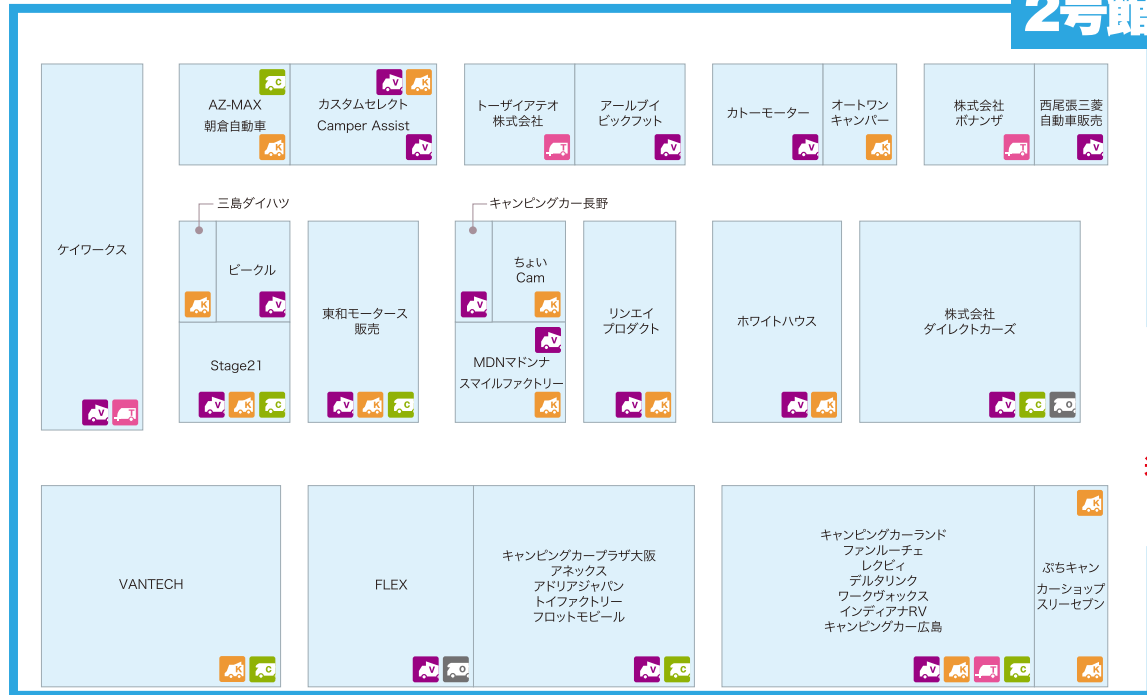 2号館
AZ-MAX
朝倉自動車
C
K
カスタムセレクト
Camper Assist
V
K
V
トーザイアテオ
株式会社
T
アールブイ
ビックフット
V
カトーモーター
V
オートワン
キャンパー
K
株式会社
ボナンザ
T
西尾張三菱
自動車販売
V
ケイワークス
V
T
三島ダイハツ
K
ビークル
V
Stage21
V
K
C
東和モータース
販売
V
K
C
キャンピングカー長野
V
ちょい
Cam
K
MDNマドンナ
スマイルファクトリー
V
K
リンエイ
プロダクト
V
K
ホワイトハウス
V
K
株式会社
ダイレクトカーズ
V
C
O
VANTECH
K
C
FLEX
V
O
キャンピングカープラザ大阪
アネックス
アドリアジャパン
トイファクトリー
フロットモビール
V
C
キャンピングカーランド
ファンルーチェ
レクビィ
デルタリンク
ワークヴォックス
インディアナRV
キャンピングカー広島
V
K
T
C
K
ぷちキャン
カーショップ
スリーセブン
K